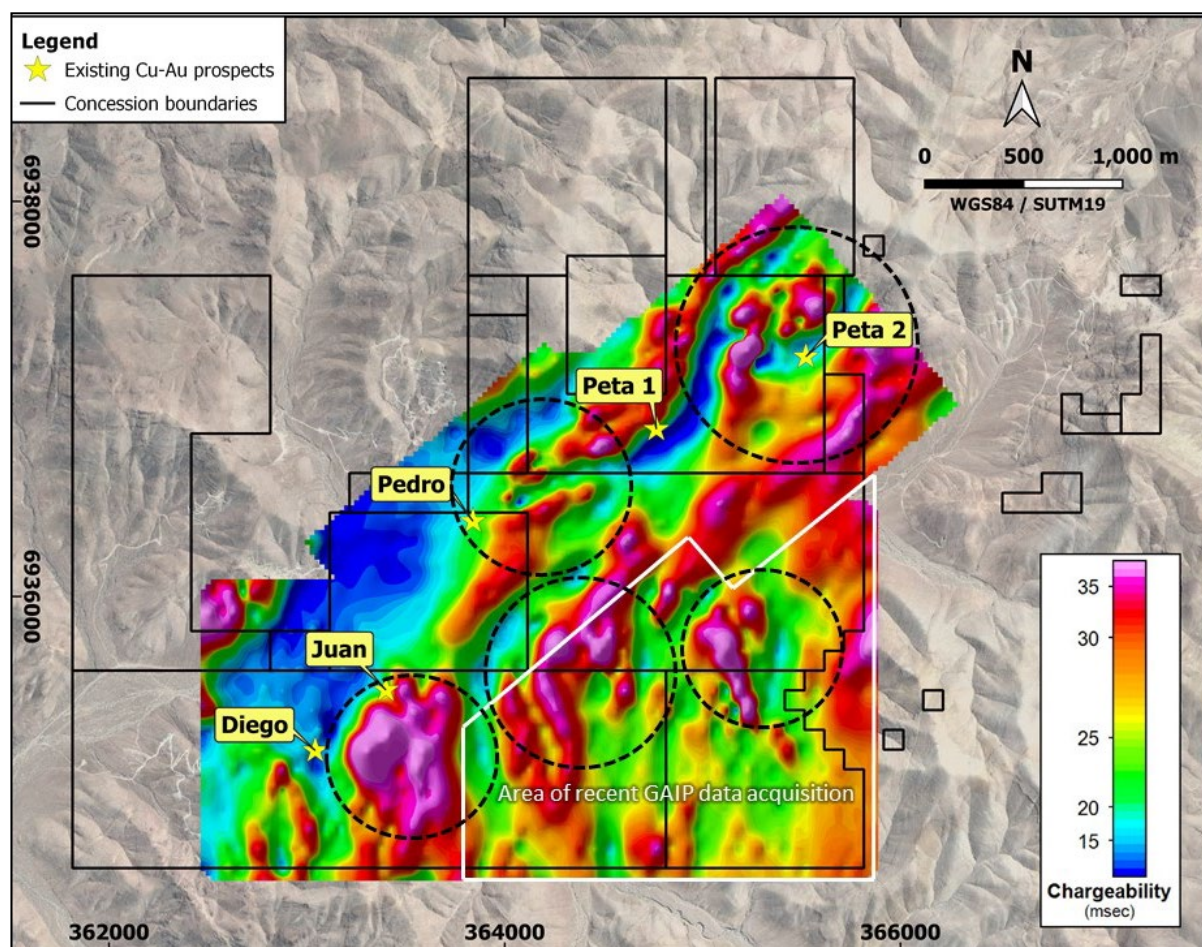 Legend
Existing Cu-Au prospects
Concession boundaries
N
0 500 1,000 m
WGS84 / SUTM19
6938000
Peta 2
Peta 1
Pedro
6936000
Juan
Diego
Area of recent GAIP data acquisition
35
30
25
20
15
Chargeability
(msec)
362000 364000 366000